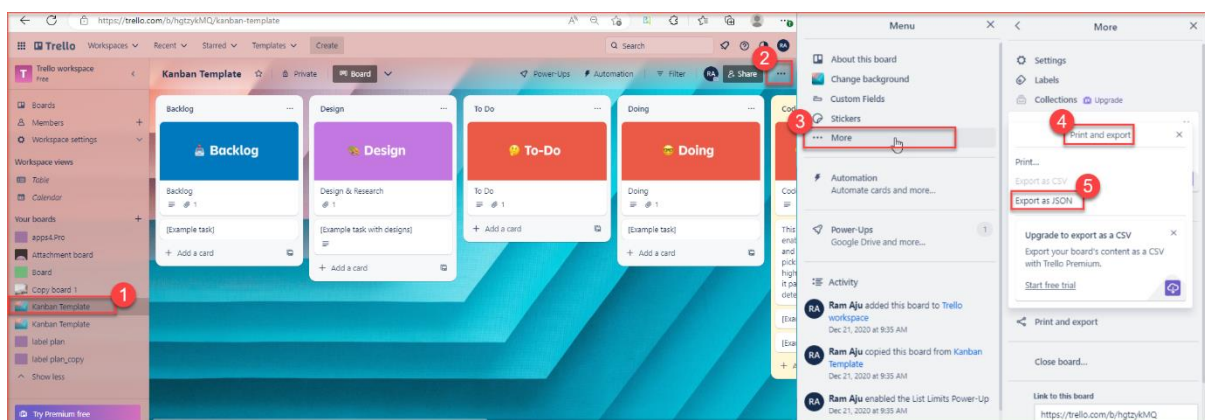 https://trello.com/b/hgtzykMQ/kanban-template
Trello Workspaces Recent Starred Templates Create Search RA
T Trello workspace
Free
Boards
Members +
Workspace settings
Workspace views
Table
Calendar
Your boards +
apps4.Pro
Attachment board
Board
Copy board 1
Kanban Template
1
Kanban Template
label plan
label plan_copy
Show less
Try Premium free
Kanban Template Private Board Power-Ups Automation Filter RA Share ...
2
Backlog ...
Backlog
Backlog
1
[Example task]
+ Add a card
Design ...
Design
Design & Research
1
[Example task with designs]
+ Add a card
To Do ...
To-Do
To Do
1
+ Add a card
Doing ...
Doing
Doing
1
[Example task]
+ Add a card
Menu ×
About this board
Change background
Custom Fields
Stickers
3
... More
Automation
Automate cards and more...
Power-Ups 1
Google Drive and more...
Activity
RA Ram Aju added this board to Trello
workspace
Dec 21, 2020 at 9:35 AM
RA Ram Aju copied this board from Kanban
Template
Dec 21, 2020 at 9:35 AM
RA Ram Aju enabled the List Limits Power-Up
Dec 21, 2020 at 9:35 AM
< More ×
Settings
Labels
Collections Upgrade
4
Print and export ×
Print...
Export as CSV
5
Export as JSON
Upgrade to export as a CSV ×
Export your board's content as a CSV
with Trello Premium.
Start free trial
Print and export
Close board...
Link to this board
https://trello.com/b/hgtzykMQ